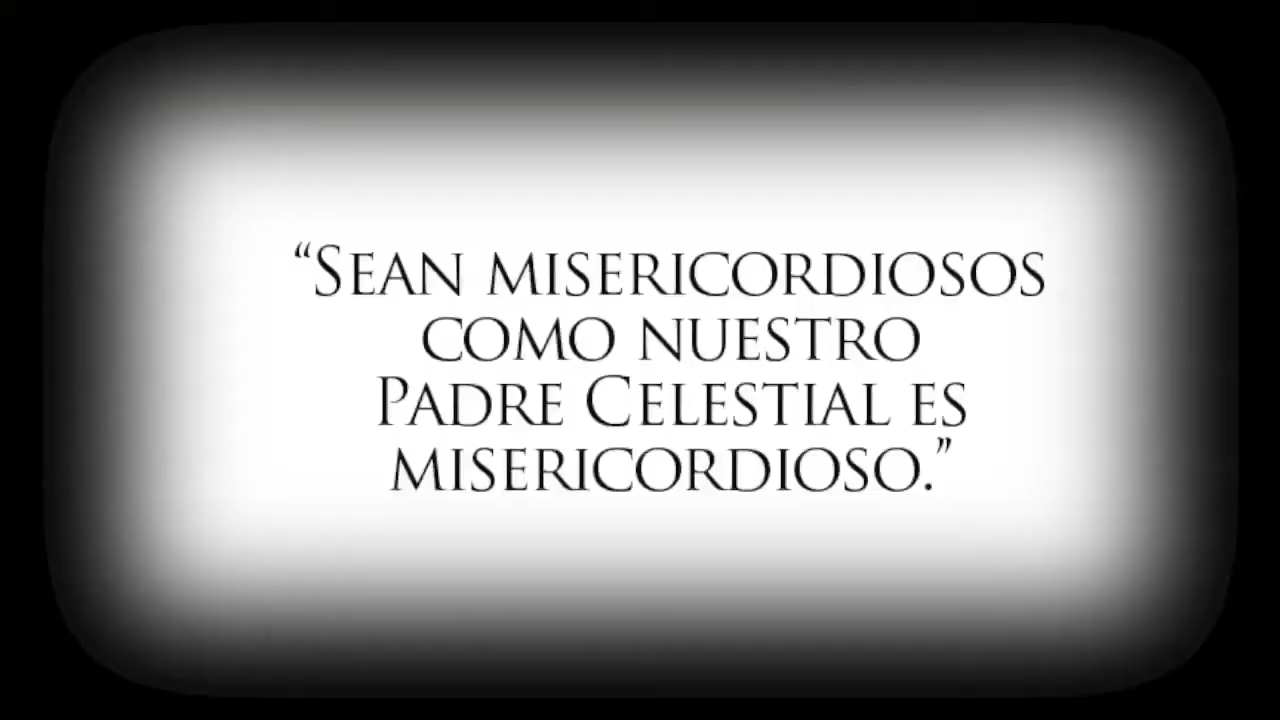 “Sean misericordiosos
como nuestro
Padre Celestial es
misericordioso.”